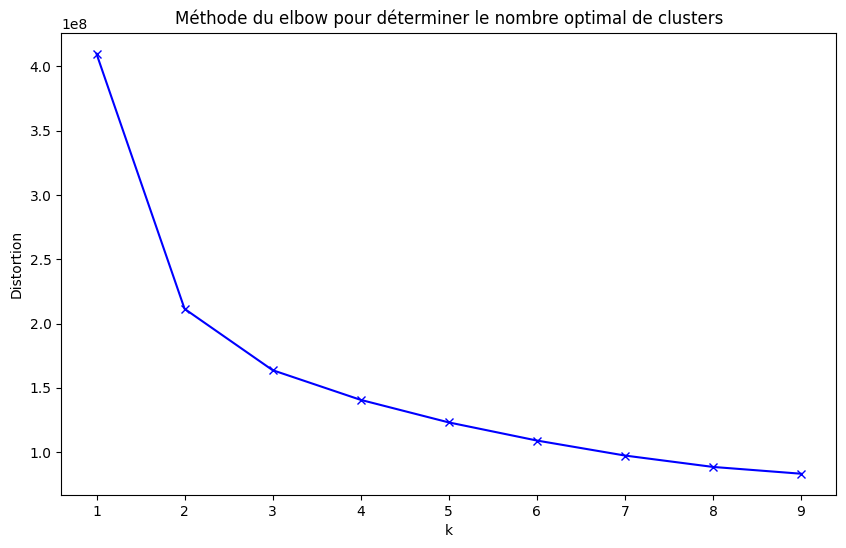 Méthode du elbow pour déterminer le nombre optimal de clusters
1e8
4.0
3.5
3.0
2.5
2.0
1.5
1.0
Distortion
1 2 3 4 5 6 7 8 9
k